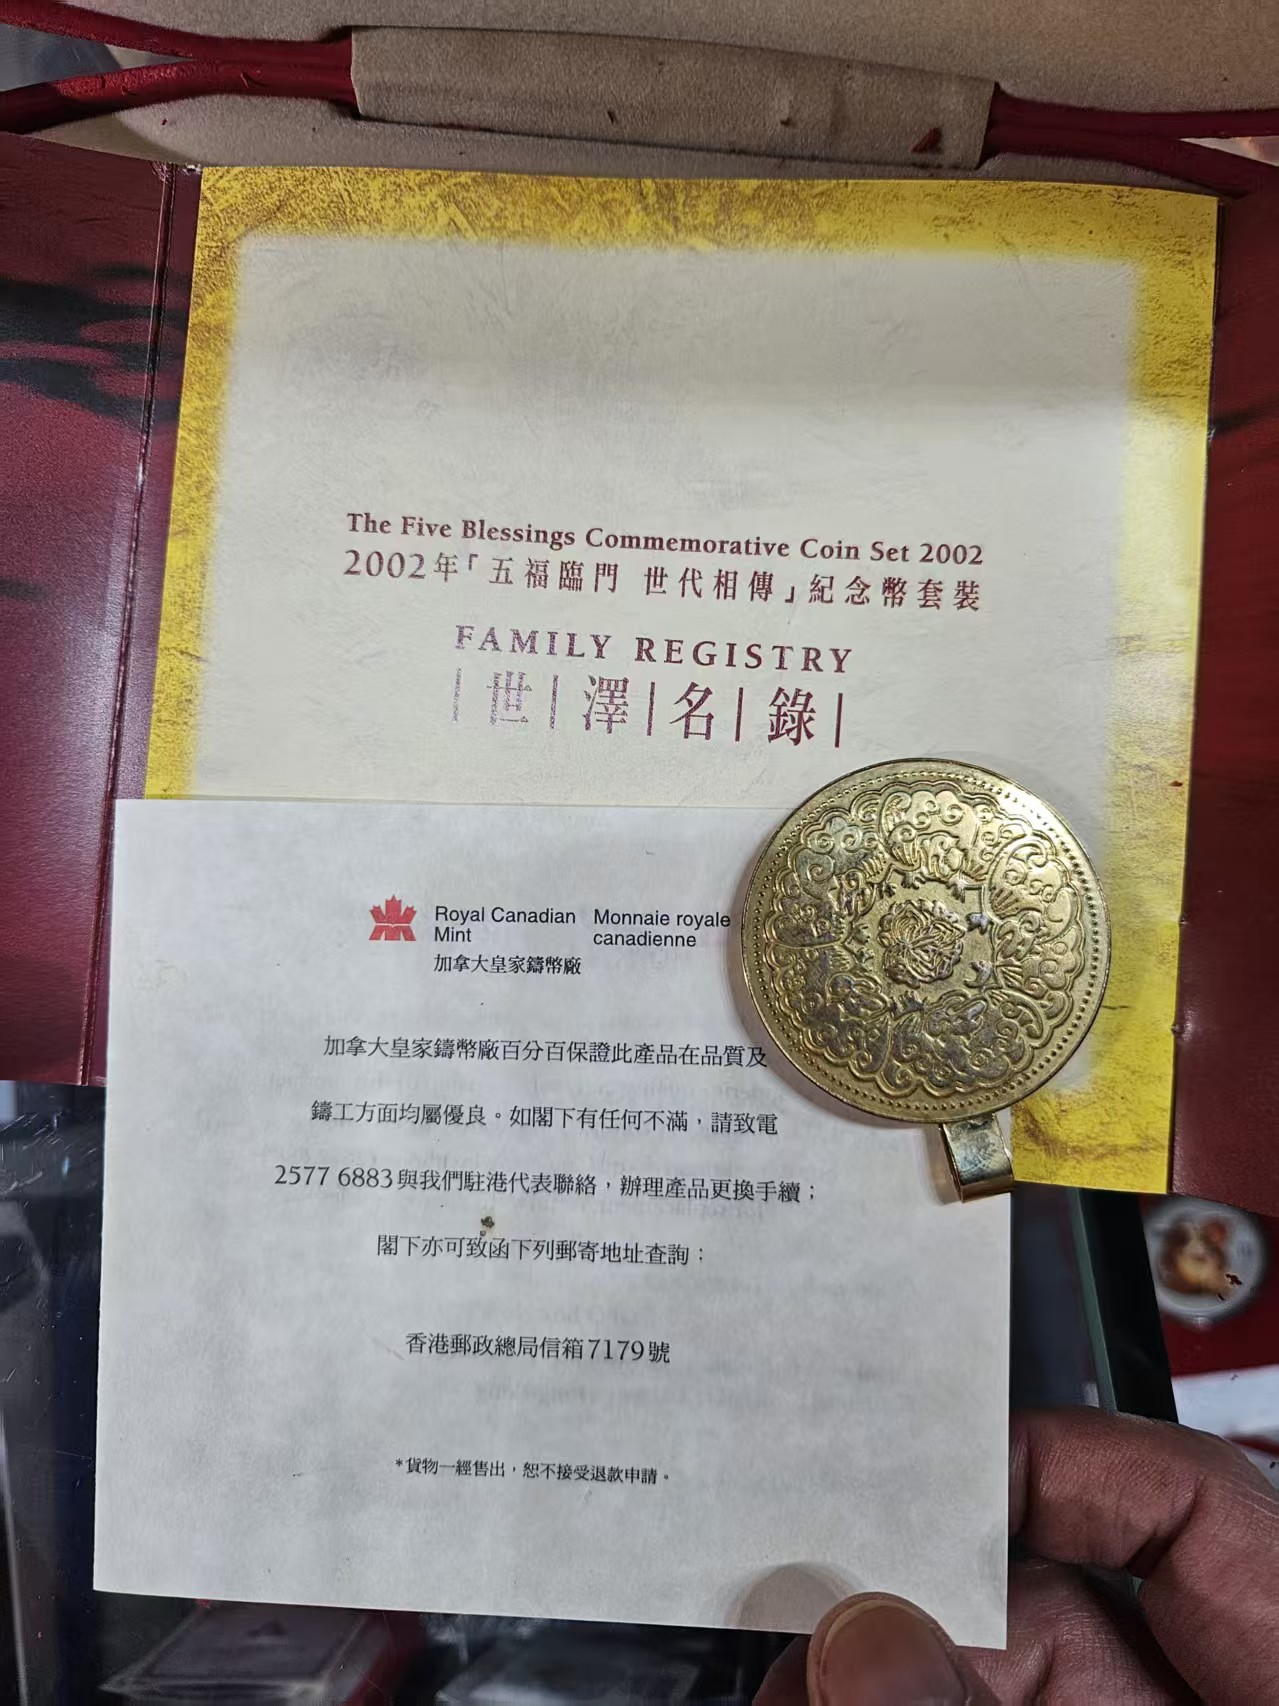 The Five Blessings Commemorative Coin Set 2002
2002年「五福臨門 世代相傳」紀念幣套裝
FAMILY REGISTRY
世澤名錄
Royal Canadian Mint
Monnaie royale canadienne
加拿大皇家鑄幣廠
加拿大皇家鑄幣廠百分百保證此產品在品質及
鑄工方面均屬優良。如閣下有任何不滿，請致電
2577 6883與我們駐港代表聯絡，辦理產品更換手續；
閣下亦可致函下列郵寄地址查詢：
香港郵政總局信箱7179號
*貨物一經售出，恕不接受退款申請。